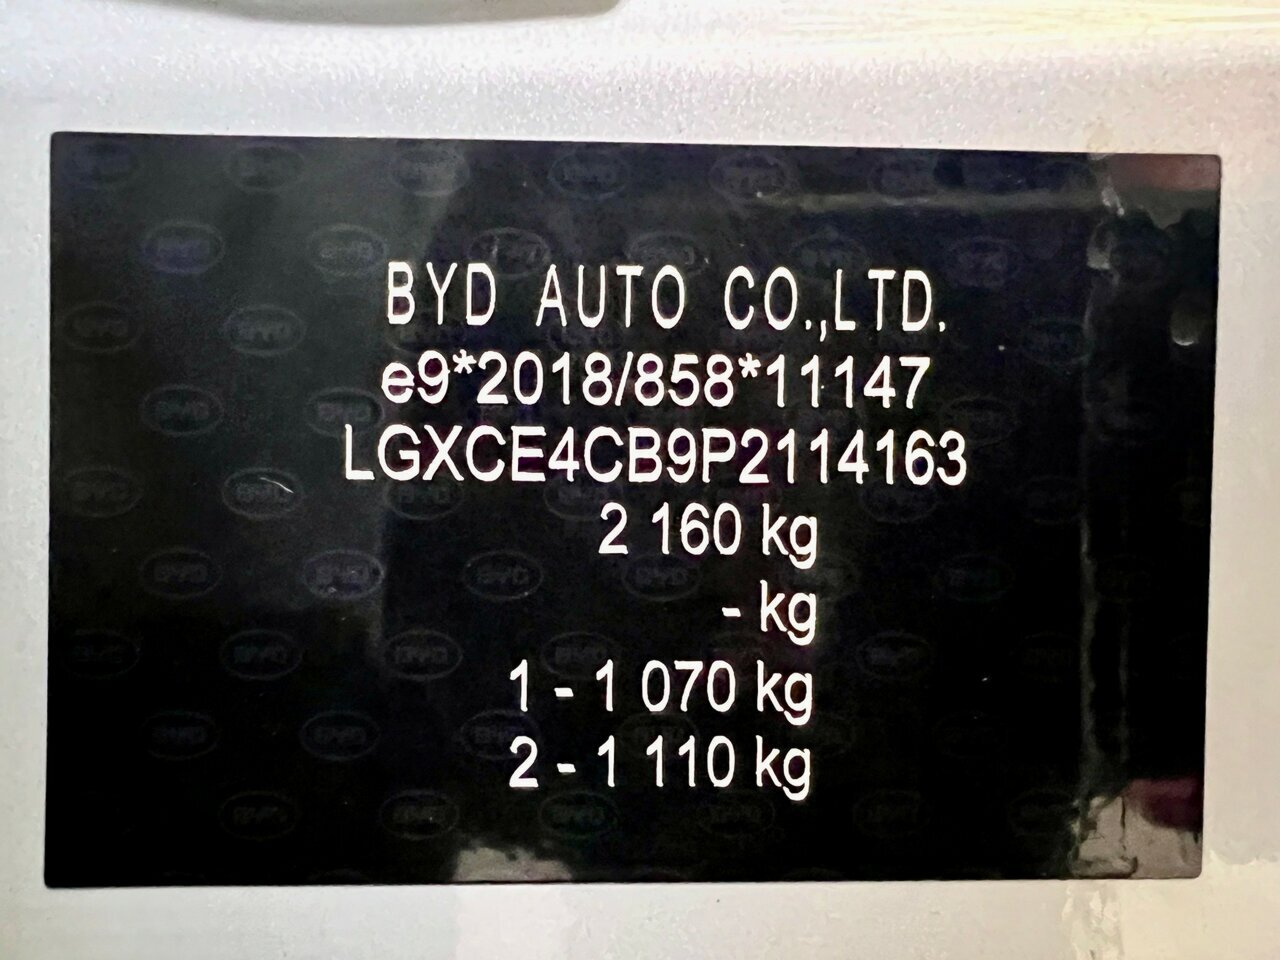 BYD AUTO CO.,LTD.
e9*2018/858*11147
LGXCE4CB9P2114163
2 160 kg
- kg
1 - 1 070 kg
2 - 1 110 kg